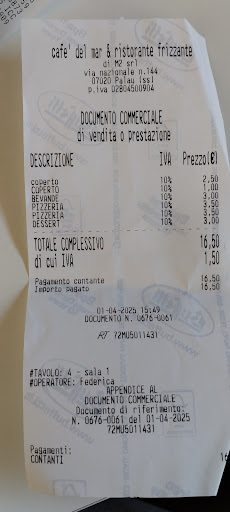 cafe' del mar & ristorante frizzante
di M2 srl
via nazionale n.144
07020 Palau (ss)
p.iva 02804500904
DOCUMENTO COMMERCIALE
di vendita o prestazione
DESCRIZIONE IVA Prezzo(€)
coperto 10% 2,50
COPERTO 10% 1,00
BEVANDE 10% 3,00
PIZZERIA 10% 3,50
PIZZERIA 10% 3,50
DESSERT 10% 3,00
TOTALE COMPLESSIVO 16,50
di cui IVA 1,50
Pagamento contante 16,50
Importo pagato 16,50
01-04-2025 15:49
DOCUMENTO N. 0676-0061
RT 72MU5011431
#TAVOLO: 4 - sala 1
#OPERATORE: Federica
APPENDICE AL
DOCUMENTO COMMERCIALE
Documento di riferimento:
N. 0676-0061 del 01-04-2025
72MU5011431
Pagamenti:
CONTANTI